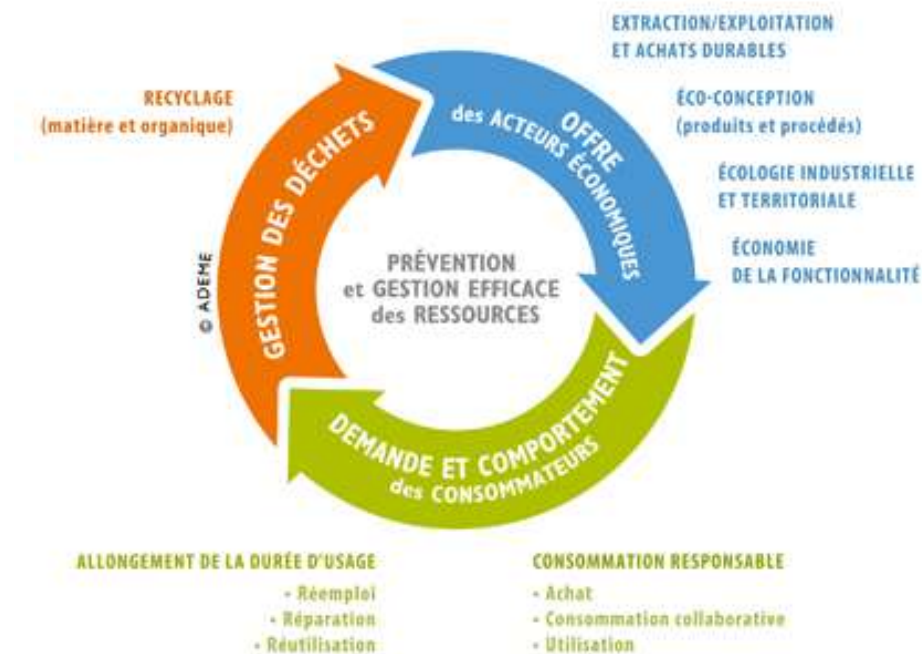 EXTRACTION/EXPLOITATION
ET ACHATS DURABLES
RECYCLAGE
(matière et organique)
ÉCO-CONCEPTION
(produits et procédés)
ÉCOLOGIE INDUSTRIELLE
ET TERRITORIALE
ÉCONOMIE
DE LA FONCTIONNALITÉ
OFFRE
des ACTEURS ÉCONOMIQUES
GESTION DES DÉCHETS
PRÉVENTION
et GESTION EFFICACE
des RESSOURCES
© ADEME
DEMANDE ET COMPORTEMENT
des CONSOMMATEURS
ALLONGEMENT DE LA DURÉE D'USAGE
- Réemploi
- Réparation
- Réutilisation
CONSOMMATION RESPONSABLE
- Achat
- Consommation collaborative
- Utilisation